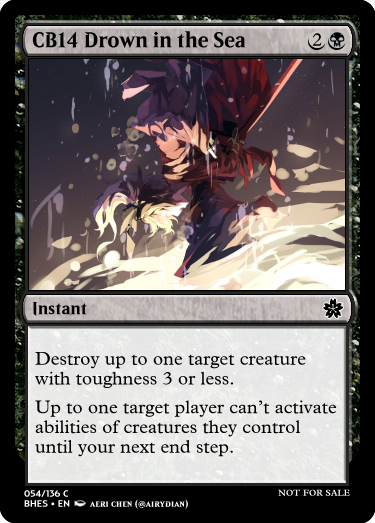 CB14 Drown in the Sea 2
Instant
Destroy up to one target creature
with toughness 3 or less.
Up to one target player can't activate
abilities of creatures they control
until your next end step.
054/136 C
NOT FOR SALE
BHES • EN AERI CHEN (@AIRYDIAN)